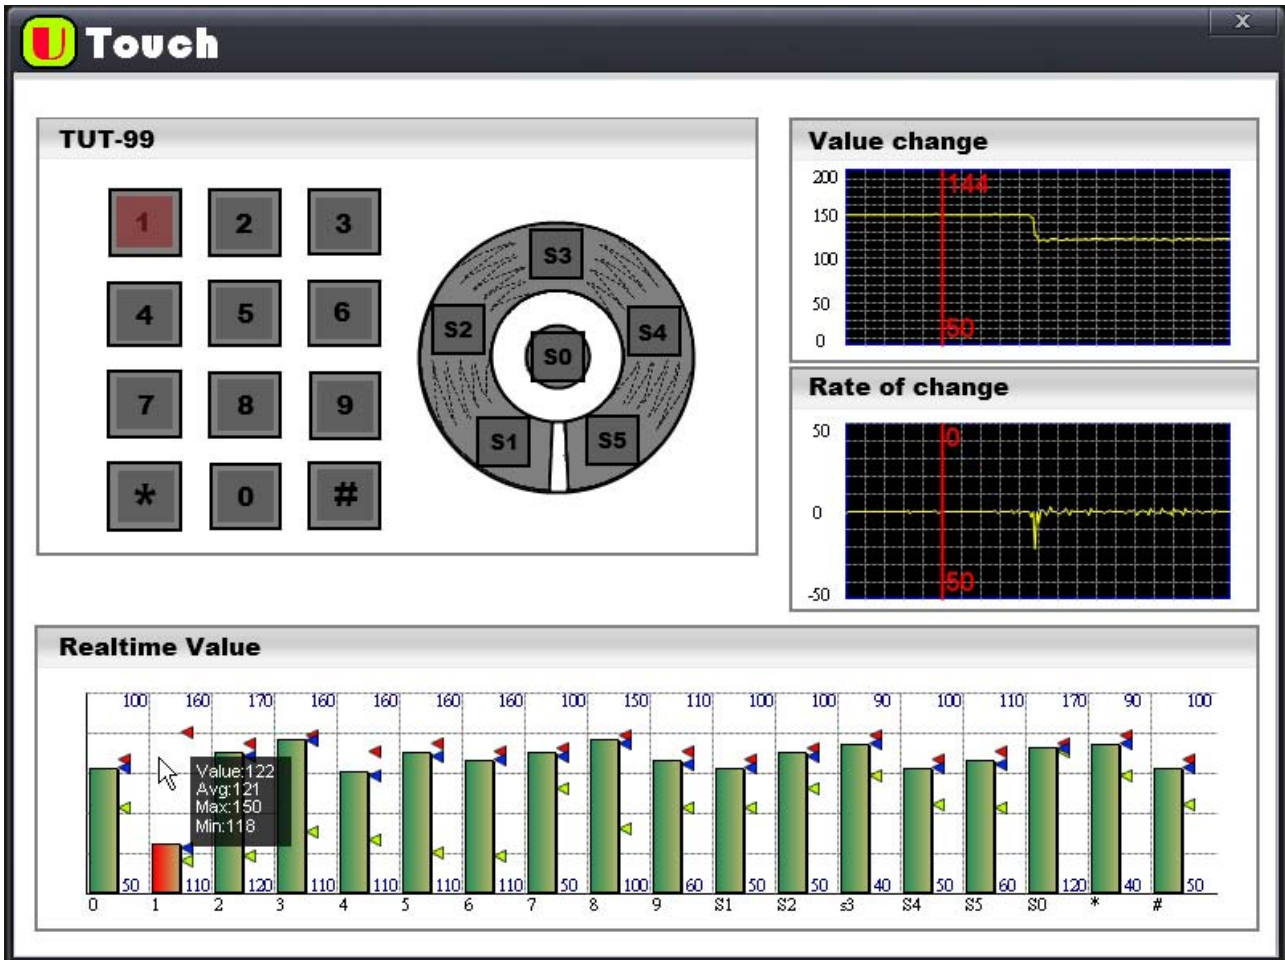 U Touch X
TUT-99
1 2 3
4 5 6
7 8 9
* 0 #
S3
S2 S4
S0
S1 S5
Value change
200
150
100
50
0
144
50
Rate of change
50
0
-50
0
50
Realtime Value
100 160 170 160 160 160 160 100 150 110 100 100 90 100 110 170 90 100
Value:122
Avg:121
Max:150
Min:118
50 110 120 110 110 110 110 50 100 60 50 50 40 50 60 120 40 50
0 1 2 3 4 5 6 7 8 9 S1 S2 s3 S4 S5 S0 * #